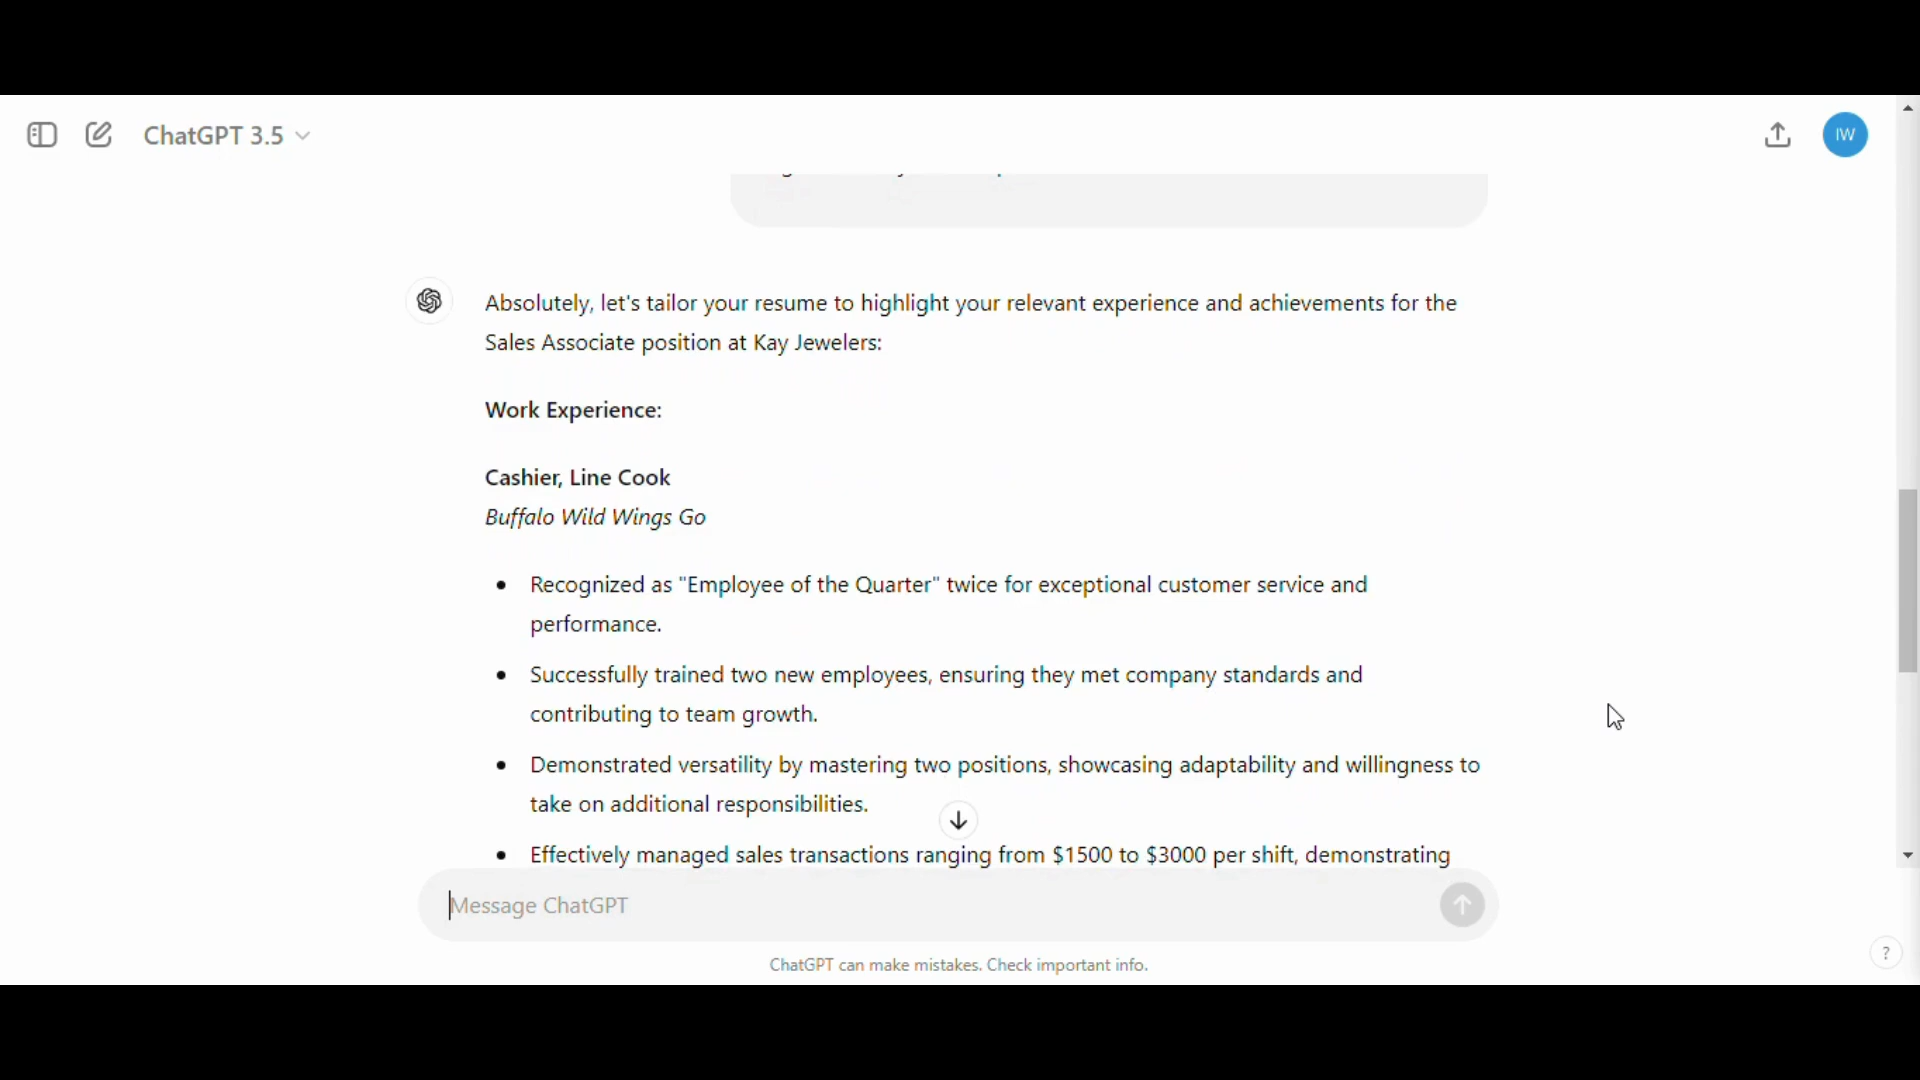 ChatGPT 3.5
IW
Absolutely, let's tailor your resume to highlight your relevant experience and achievements for the
Sales Associate position at Kay Jewelers:
Work Experience:
Cashier, Line Cook
Buffalo Wild Wings Go
• Recognized as "Employee of the Quarter" twice for exceptional customer service and
performance.
• Successfully trained two new employees, ensuring they met company standards and
contributing to team growth.
• Demonstrated versatility by mastering two positions, showcasing adaptability and willingness to
take on additional responsibilities.
• Effectively managed sales transactions ranging from $1500 to $3000 per shift, demonstrating
Message ChatGPT
ChatGPT can make mistakes. Check important info.
?